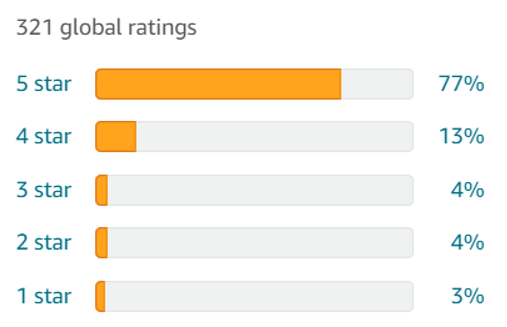 321 global ratings
5 star 77%
4 star 13%
3 star 4%
2 star 4%
1 star 3%